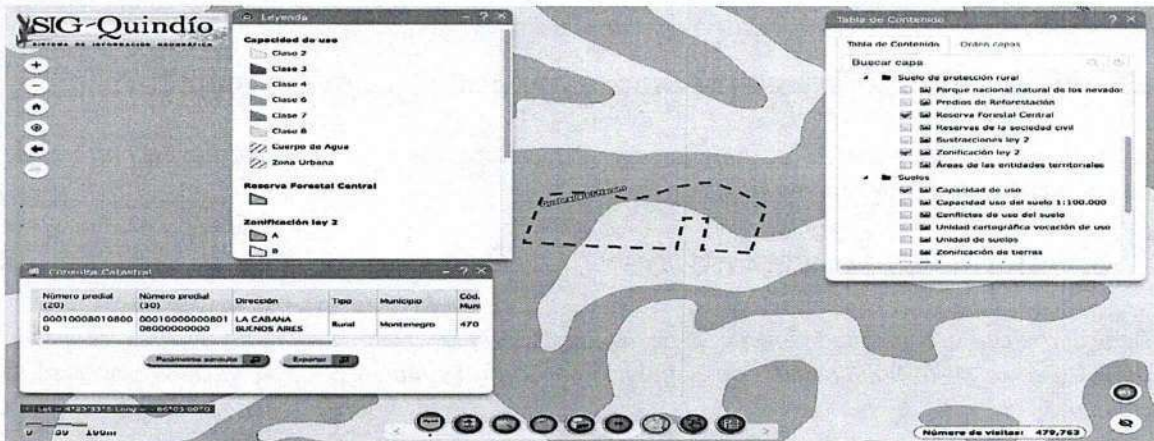 SIG-Quindío
SISTEMA DE INFORMACIÓN GEOGRÁFICA
Leyenda
Capacidad de uso
Clase 2
Clase 3
Clase 4
Clase 6
Clase 7
Clase 8
Cuerpo de Agua
Zona Urbana
Reserva Forestal Central
Zonificación ley 2
A
B
Tabla de Contenido
Tabla de Contenido Orden capas
Buscar capa
Suelo de protección rural
Parque nacional natural de los nevados
Predios de Reforestación
Reserva Forestal Central
Reservas de la sociedad civil
Sustracciones ley 2
Zonificación ley 2
Áreas de las entidades territoriales
Suelos
Capacidad de uso
Capacidad uso del suelo 1:100.000
Conflictos de uso del suelo
Unidad cartográfica vocación de uso
Unidad de suelos
Zonificación de tierras
Consulta Catastral
Número predial (20) Número predial (30) Dirección Tipo Municipio Cód. Muni
00010008010800 000100000000801 LA CABANA Rural Montenegro 470
0 08000000000 BUENOS AIRES
Parámetros consulta Exportar
0 50 100m
Número de visitas: 479,763